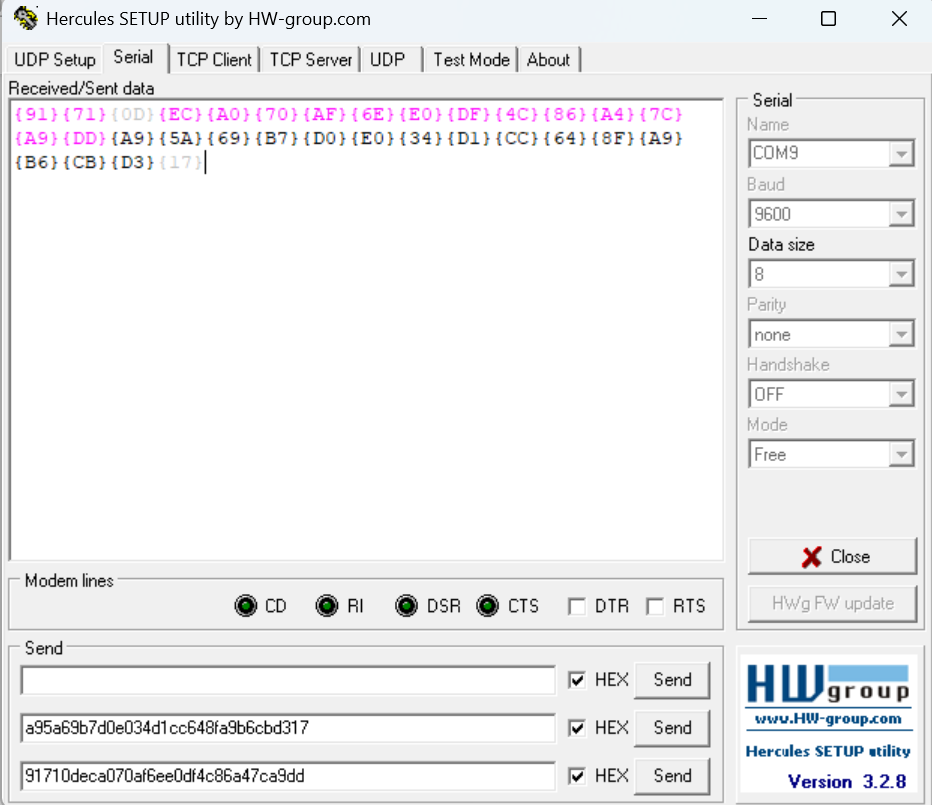 Hercules SETUP utility by HW-group.com
UDP Setup Serial TCP Client TCP Server UDP Test Mode About
Received/Sent data
{91}{71}{0D}{EC}{A0}{70}{AF}{6E}{E0}{DF}{4C}{86}{A4}{7C}
{A9}{DD}{A9}{5A}{69}{B7}{D0}{E0}{34}{D1}{CC}{64}{8F}{A9}
{B6}{CB}{D3}{17}
Serial
Name
COM9
Baud
9600
Data size
8
Parity
none
Handshake
OFF
Mode
Free
Close
HWg FW update
Modem lines
CD RI DSR CTS DTR RTS
Send
HEX Send
a95a69b7d0e034d1cc648fa9b6cbd317 HEX Send
91710deca070af6ee0df4c86a47ca9dd HEX Send
HW group
www.HW-group.com
Hercules SETUP utility
Version 3.2.8